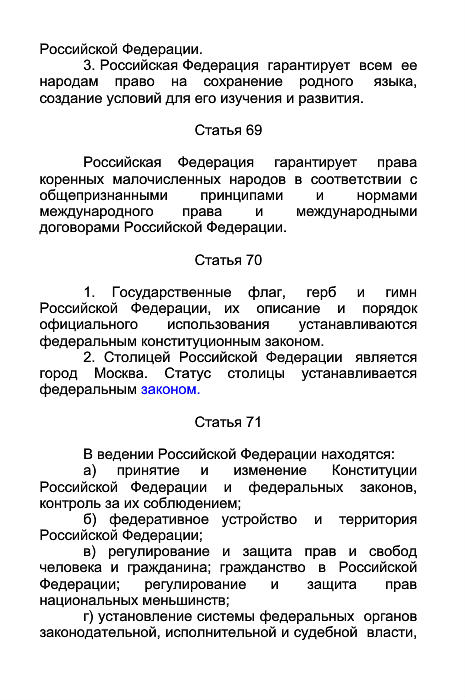 Российской Федерации.
3. Российская Федерация гарантирует всем ее
народам право на сохранение родного языка,
создание условий для его изучения и развития.
Статья 69
Российская Федерация гарантирует права
коренных малочисленных народов в соответствии с
общепризнанными принципами и нормами
международного права и международными
договорами Российской Федерации.
Статья 70
1. Государственные флаг, герб и гимн
Российской Федерации, их описание и порядок
официального использования устанавливаются
федеральным конституционным законом.
2. Столицей Российской Федерации является
город Москва. Статус столицы устанавливается
федеральным законом.
Статья 71
В ведении Российской Федерации находятся:
а) принятие и изменение Конституции
Российской Федерации и федеральных законов,
контроль за их соблюдением;
б) федеративное устройство и территория
Российской Федерации;
в) регулирование и защита прав и свобод
человека и гражданина; гражданство в Российской
Федерации; регулирование и защита прав
национальных меньшинств;
г) установление системы федеральных органов
законодательной, исполнительной и судебной власти,